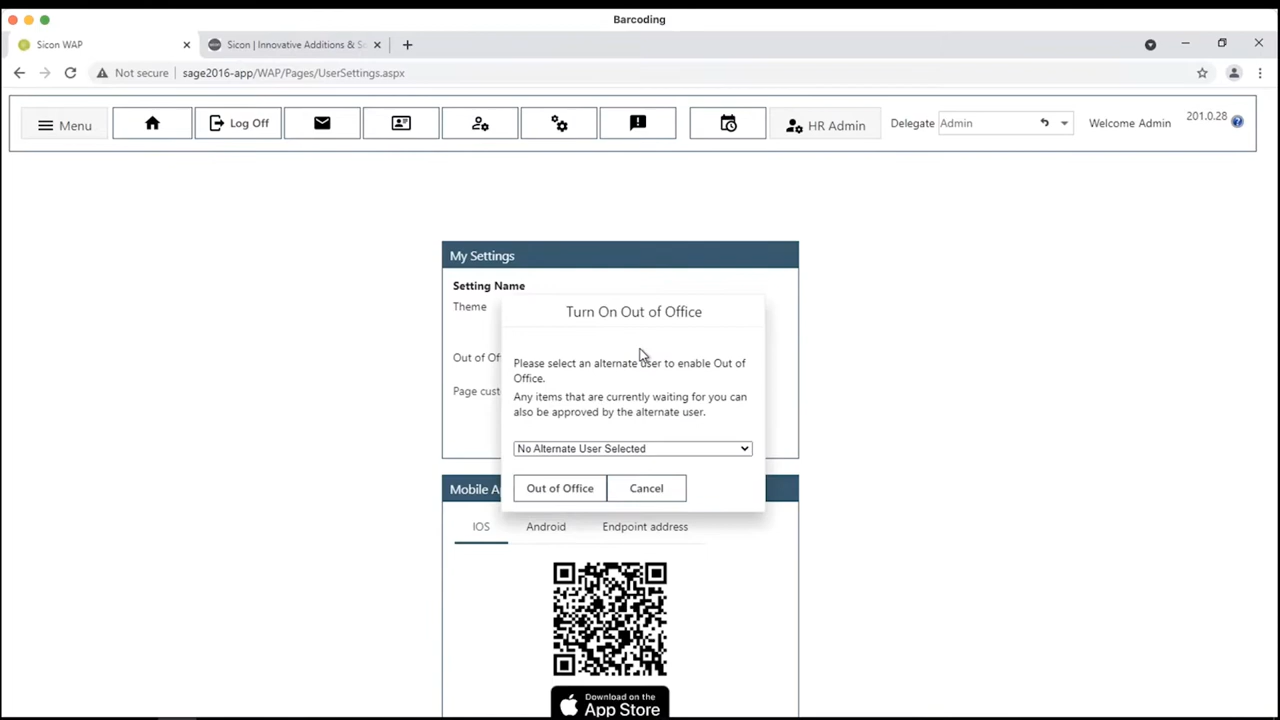 Barcoding
Sicon WAP
Sicon | Innovative Additions &
Not secure
sage2016-app/WAP/Pages/UserSettings.aspx
Menu
Log Off
HR Admin
Delegate
Admin
Welcome Admin
201.0.28
?
My Settings
Setting Name
Theme
Turn On Out of Office
Out of Of
Please select an alternate user to enable Out of
Office.
Page cust
Any items that are currently waiting for you can
also be approved by the alternate user.
No Alternate User Selected
Out of Office
Cancel
Mobile A
IOS
Android
Endpoint address
Download on the
App Store